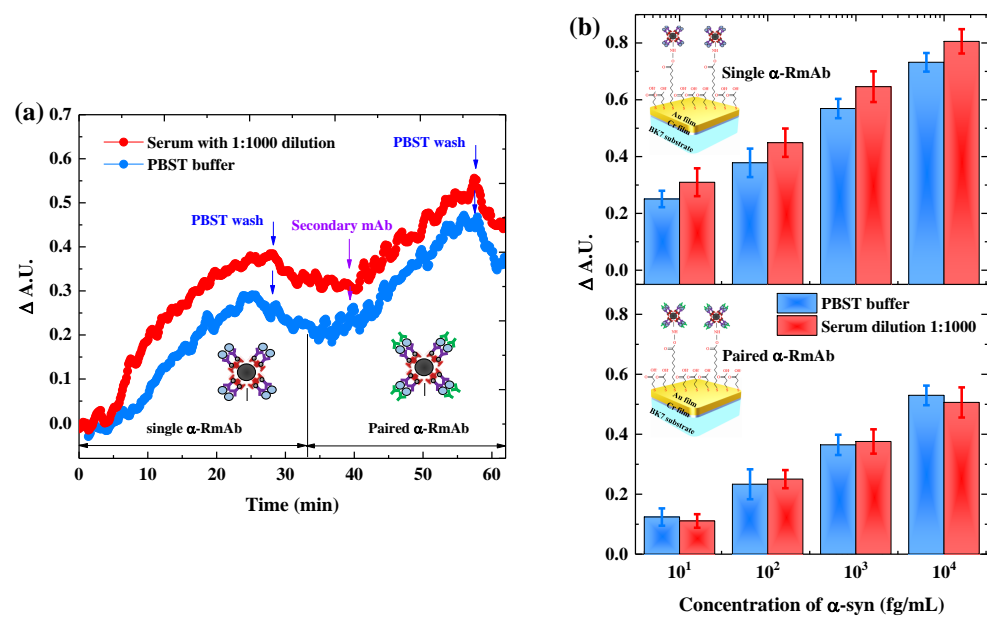 (a)
0.7
0.6
0.5
0.4
0.3
0.2
0.1
0.0
Δ A.U.
Serum with 1:1000 dilution
PBST buffer
PBST wash
PBST wash
Secondary mAb
single α-RmAb
Paired α-RmAb
0
10
20
30
40
50
60
Time (min)
(b)
0.8
0.6
0.4
0.2
0.0
Single α-RmAb
Au film
Cr film
BK7 substrate
Δ A.U.
0.8
0.6
0.4
0.2
0.0
PBST buffer
Serum dilution 1:1000
Paired α-RmAb
Au film
Cr film
BK7 substrate
10¹
10²
10³
10⁴
Concentration of α-syn (fg/mL)